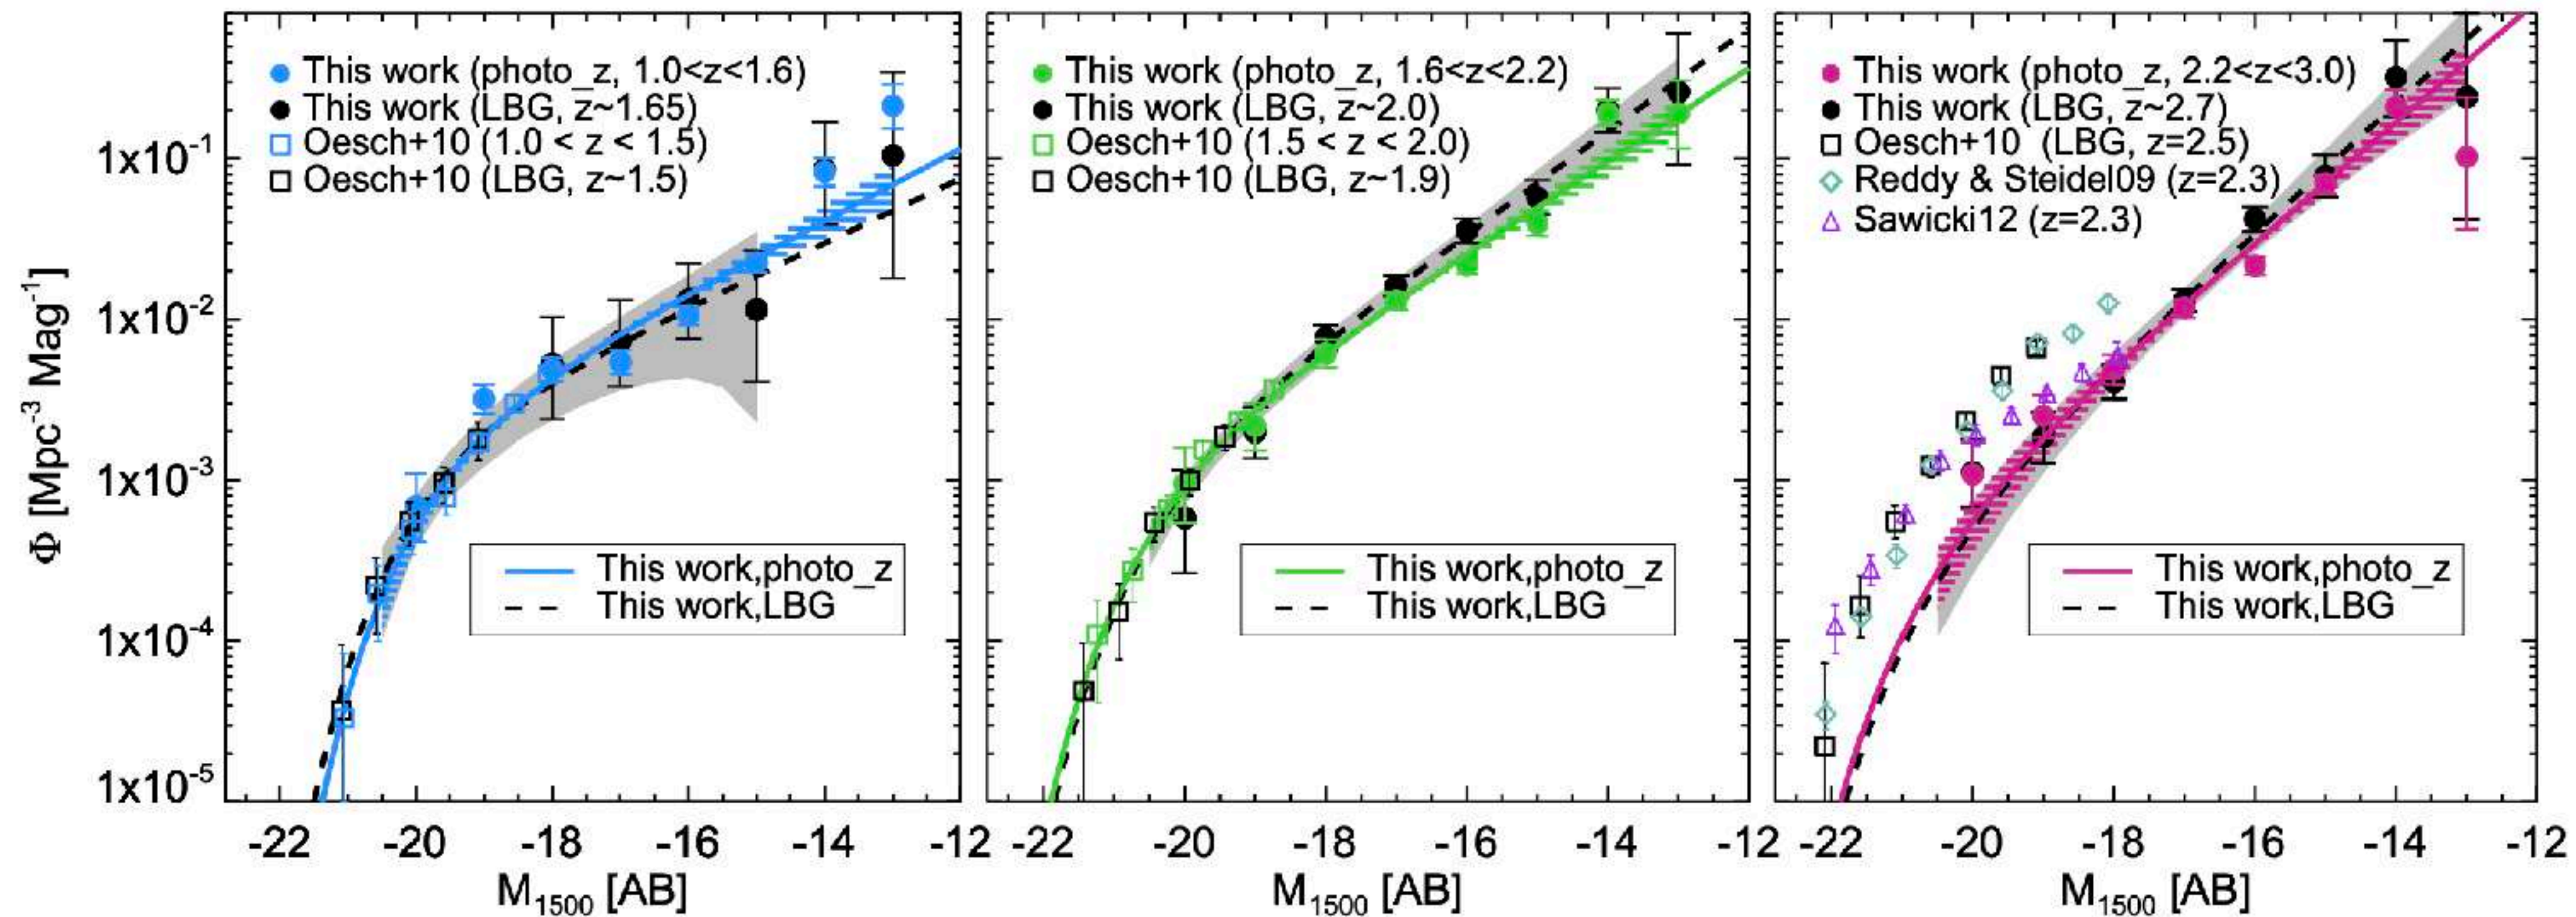 This work (photo_z, 1.0<z<1.6)
This work (LBG, z~1.65)
Oesch+10 (1.0 < z < 1.5)
Oesch+10 (LBG, z~1.5)
This work,photo_z
This work,LBG
Φ [Mpc⁻³ Mag⁻¹]
1x10⁻¹
1x10⁻²
1x10⁻³
1x10⁻⁴
1x10⁻⁵
-22 -20 -18 -16 -14 -12
M₁₅₀₀ [AB]
This work (photo_z, 1.6<z<2.2)
This work (LBG, z~2.0)
Oesch+10 (1.5 < z < 2.0)
Oesch+10 (LBG, z~1.9)
This work,photo_z
This work,LBG
-22 -20 -18 -16 -14 -12
M₁₅₀₀ [AB]
This work (photo_z, 2.2<z<3.0)
This work (LBG, z~2.7)
Oesch+10 (LBG, z=2.5)
Reddy & Steidel09 (z=2.3)
Sawicki12 (z=2.3)
This work,photo_z
This work,LBG
-22 -20 -18 -16 -14 -12
M₁₅₀₀ [AB]